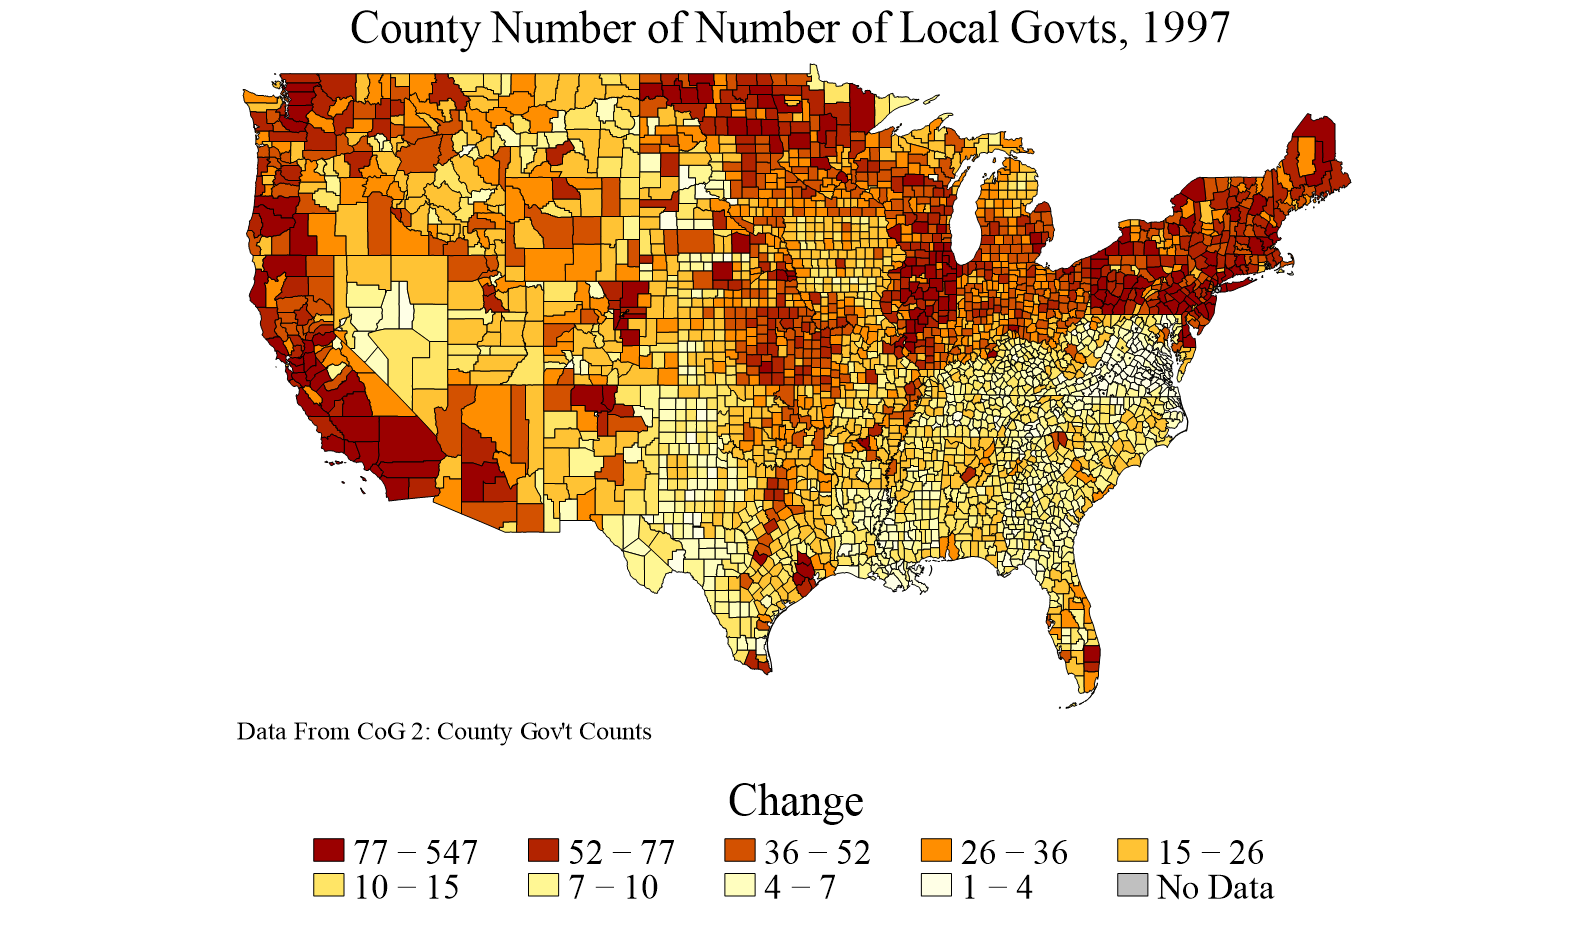 County Number of Number of Local Govts, 1997
Data From CoG 2: County Gov't Counts
Change
77 − 547 52 − 77 36 − 52 26 − 36 15 − 26
10 − 15 7 − 10 4 − 7 1 − 4 No Data